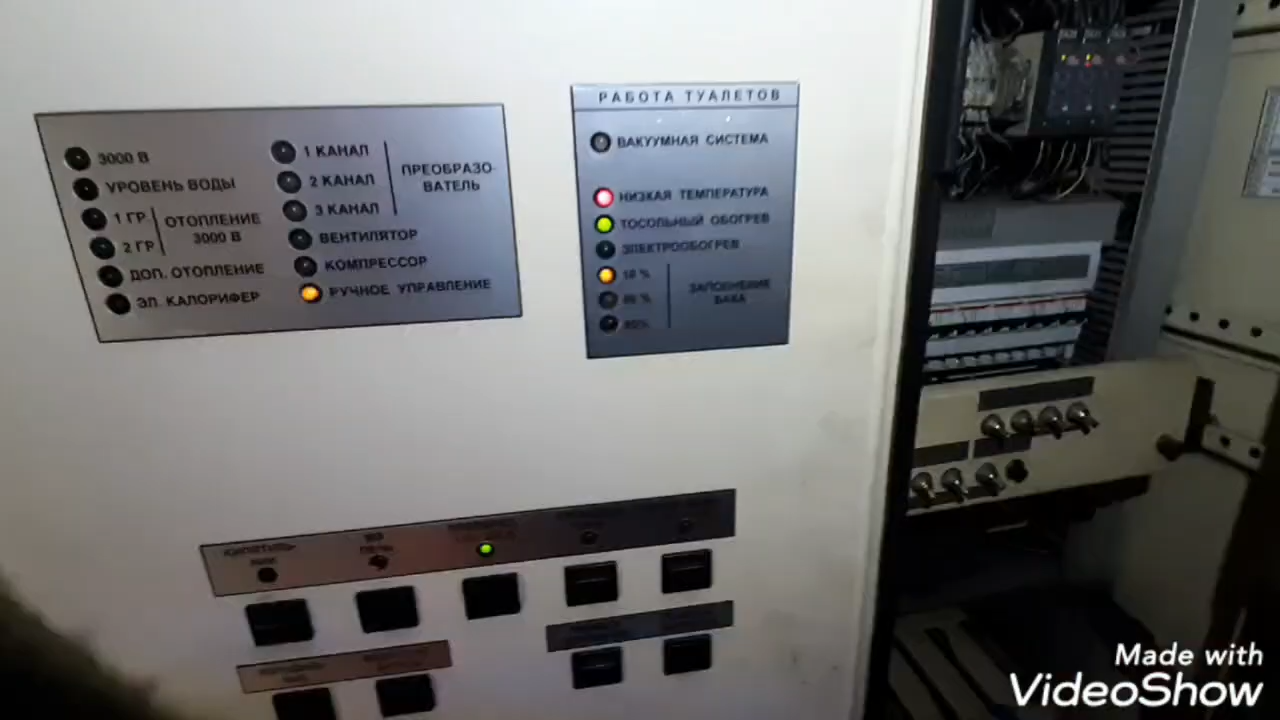 3000 В
УРОВЕНЬ ВОДЫ
1 ГР
2 ГР
ОТОПЛЕНИЕ
3000 В
ДОП. ОТОПЛЕНИЕ
ЭЛ. КАЛОРИФЕР
1 КАНАЛ
2 КАНАЛ
3 КАНАЛ
ПРЕОБРАЗО-
ВАТЕЛЬ
ВЕНТИЛЯТОР
КОМПРЕССОР
РУЧНОЕ УПРАВЛЕНИЕ
РАБОТА ТУАЛЕТОВ
ВАКУУМНАЯ СИСТЕМА
НИЗКАЯ ТЕМПЕРАТУРА
ТОСОЛЬНЫЙ ОБОГРЕВ
ЭЛЕКТРООБОГРЕВ
ЗАПОЛНЕНИЕ
БАКА
Made with
VideoShow